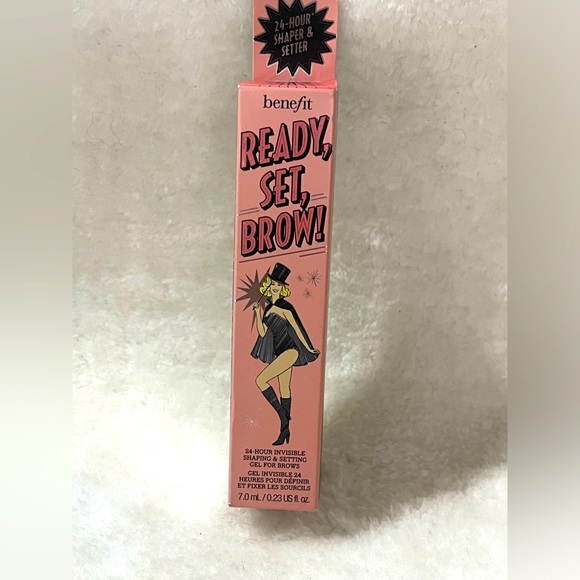 24-HOUR*
SHAPER &
SETTER
benefit
READY,
SET,
BROW!
24-HOUR INVISIBLE
SHAPING & SETTING
GEL FOR BROWS
GEL INVISIBLE 24
HEURES POUR DÉFINIR
ET FIXER LES SOURCILS
7.0 mL / 0.23 US fl. oz.